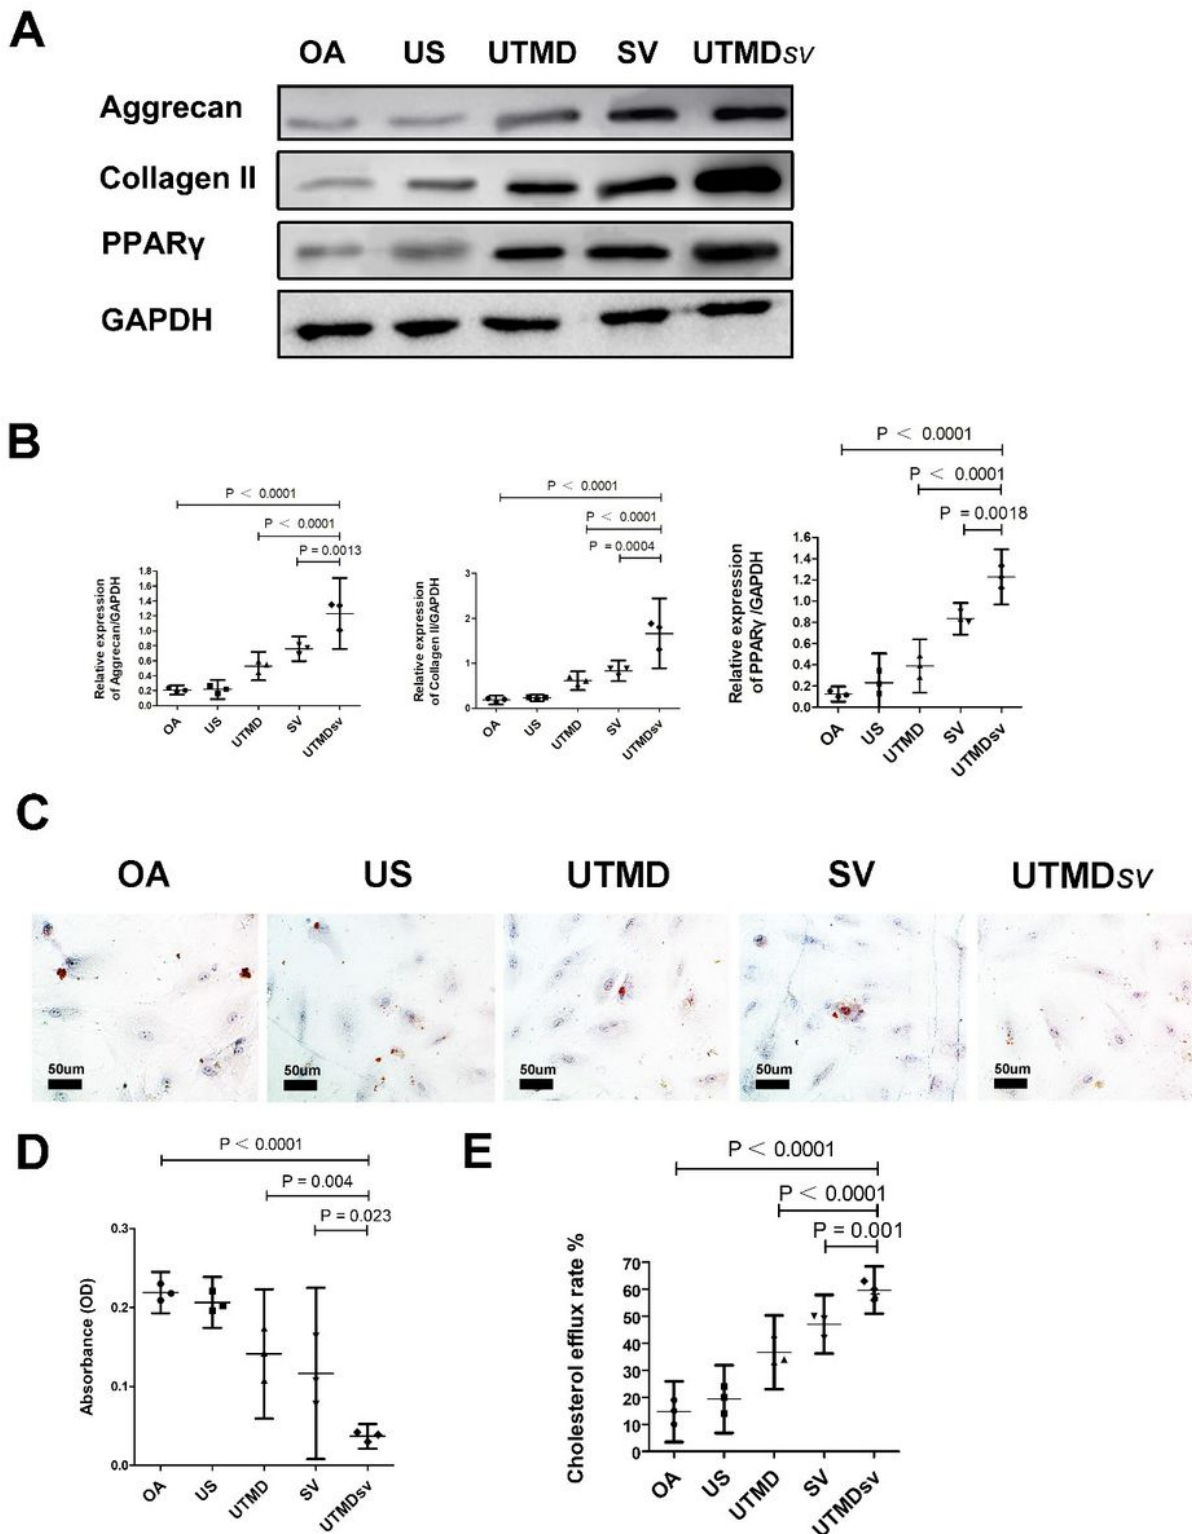 A
OA US UTMD SV UTMDSV
Aggrecan
Collagen II
PPARγ
GAPDH
B
P < 0.0001
P < 0.0001
P = 0.0013
Relative expression
of Aggrecan/GAPDH
1.8
1.6
1.4
1.2
1.0
0.8
0.6
0.4
0.2
0.0
OA US UTMD SV UTMDsv
P < 0.0001
P < 0.0001
P = 0.0004
Relative expression
of Collagen II/GAPDH
3
2
1
0
OA US UTMD SV UTMDsv
P < 0.0001
P < 0.0001
P = 0.0018
Relative expression
of PPARγ /GAPDH
1.6
1.4
1.2
1.0
0.8
0.6
0.4
0.2
0.0
OA US UTMD SV UTMDsv
C
OA US UTMD SV UTMDSV
50um 50um 50um 50um 50um
D
P < 0.0001
P = 0.004
P = 0.023
Absorbance (OD)
0.3
0.2
0.1
0.0
OA US UTMD SV UTMDsv
E
P < 0.0001
P < 0.0001
P = 0.001
Cholesterol efflux rate %
70
60
50
40
30
20
10
0
OA US UTMD SV UTMDsv